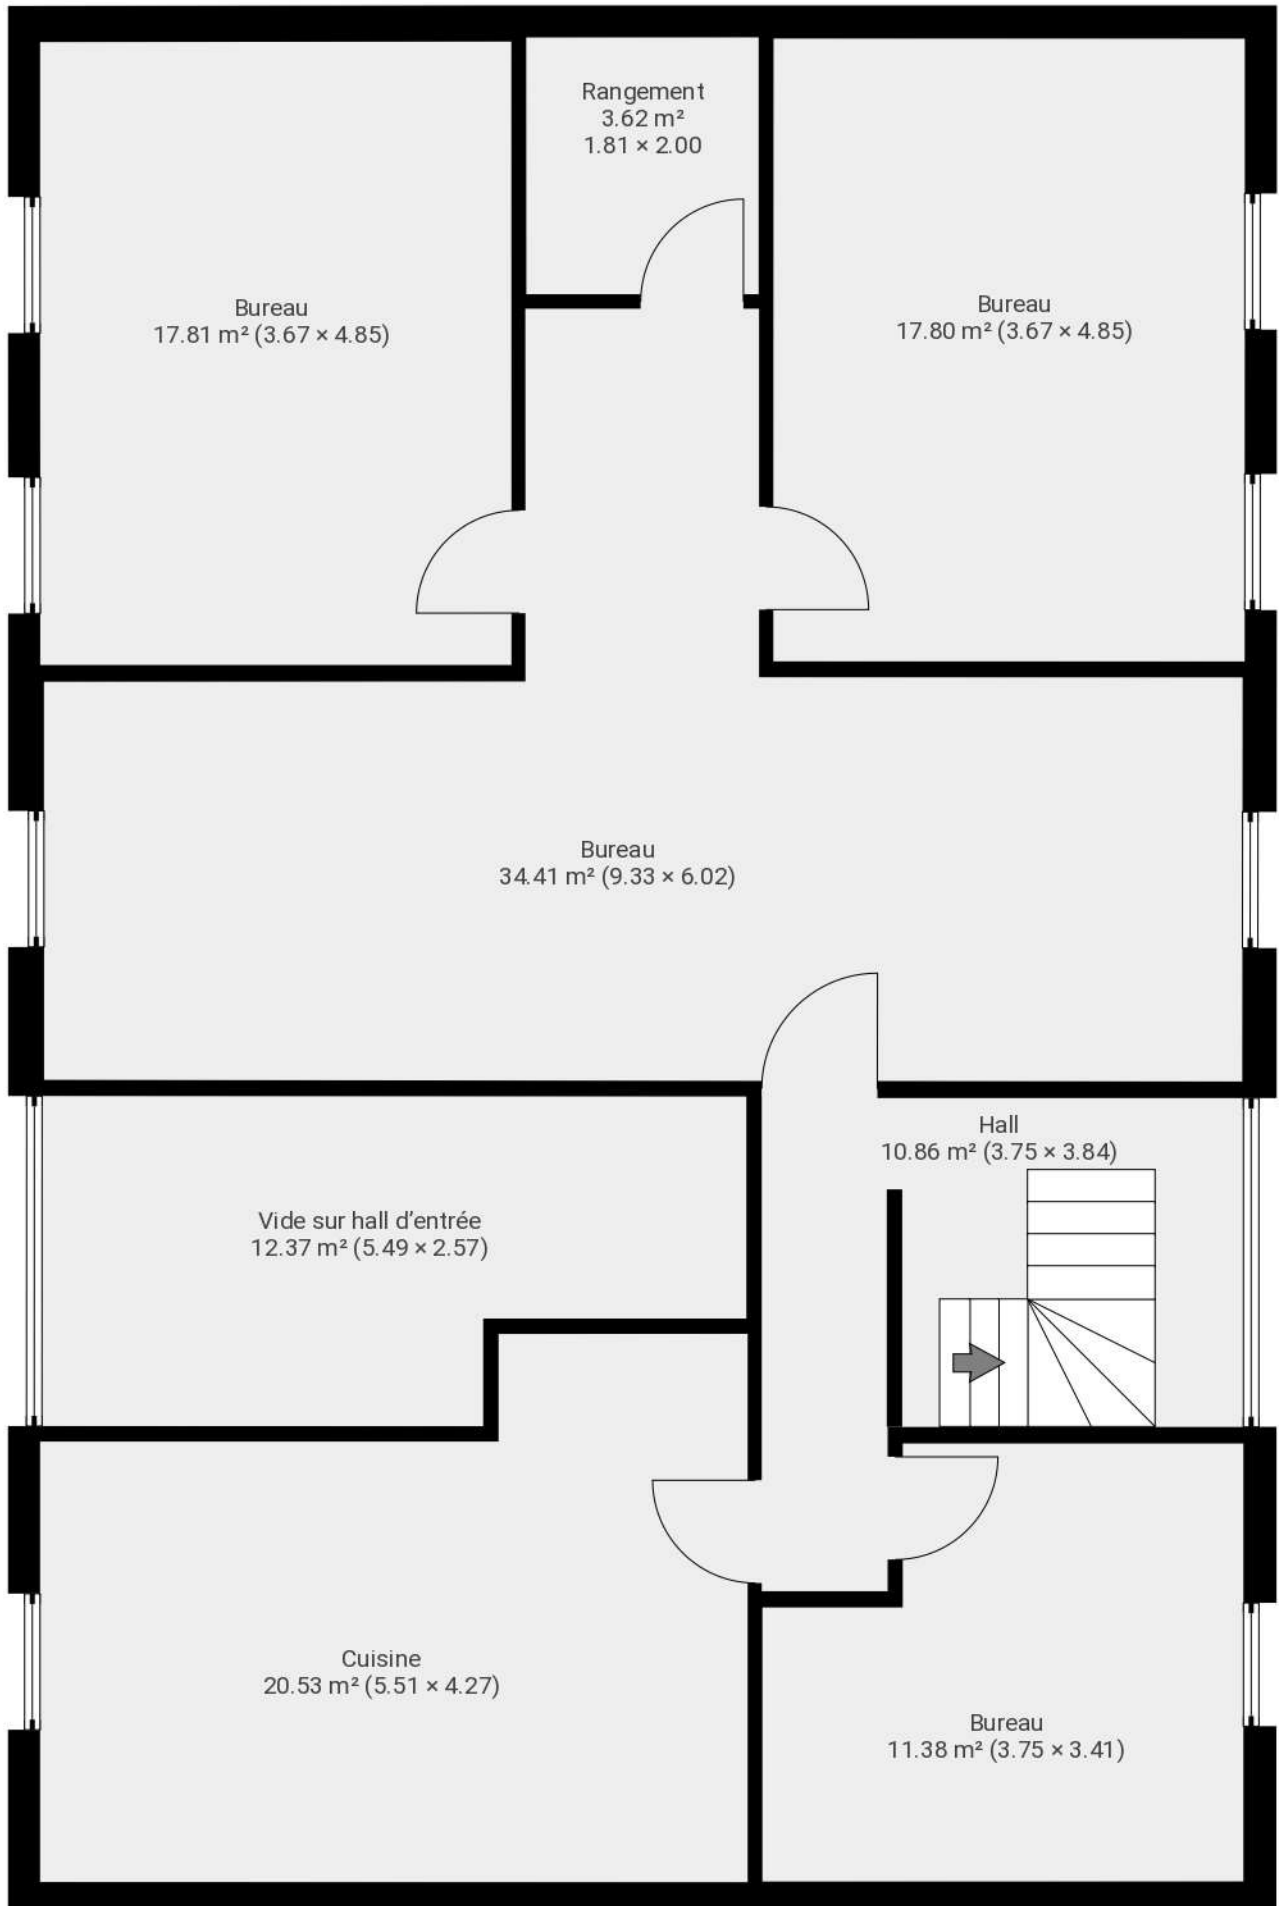 Rangement
3.62 m²
1.81 × 2.00
Bureau
17.81 m² (3.67 × 4.85)
Bureau
17.80 m² (3.67 × 4.85)
Bureau
34.41 m² (9.33 × 6.02)
Hall
10.86 m² (3.75 × 3.84)
Vide sur hall d’entrée
12.37 m² (5.49 × 2.57)
Cuisine
20.53 m² (5.51 × 4.27)
Bureau
11.38 m² (3.75 × 3.41)